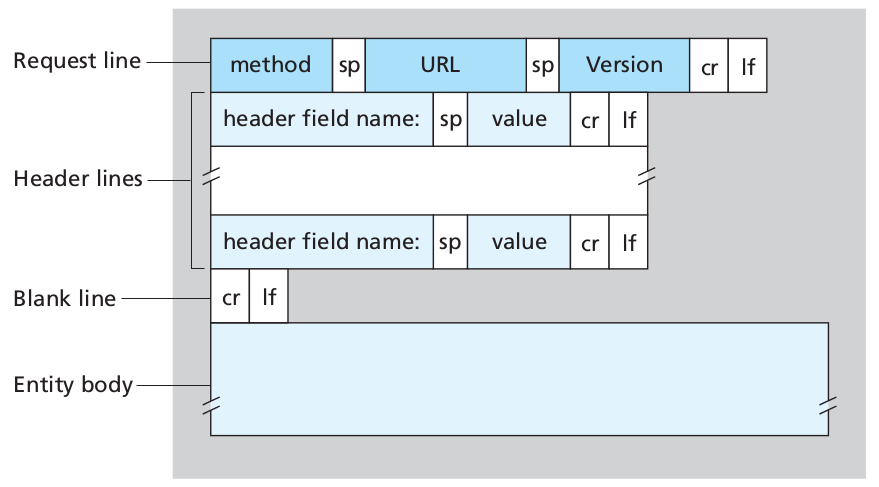 Request line method sp URL sp Version cr lf
header field name: sp value cr lf
Header lines
header field name: sp value cr lf
Blank line cr lf
Entity body